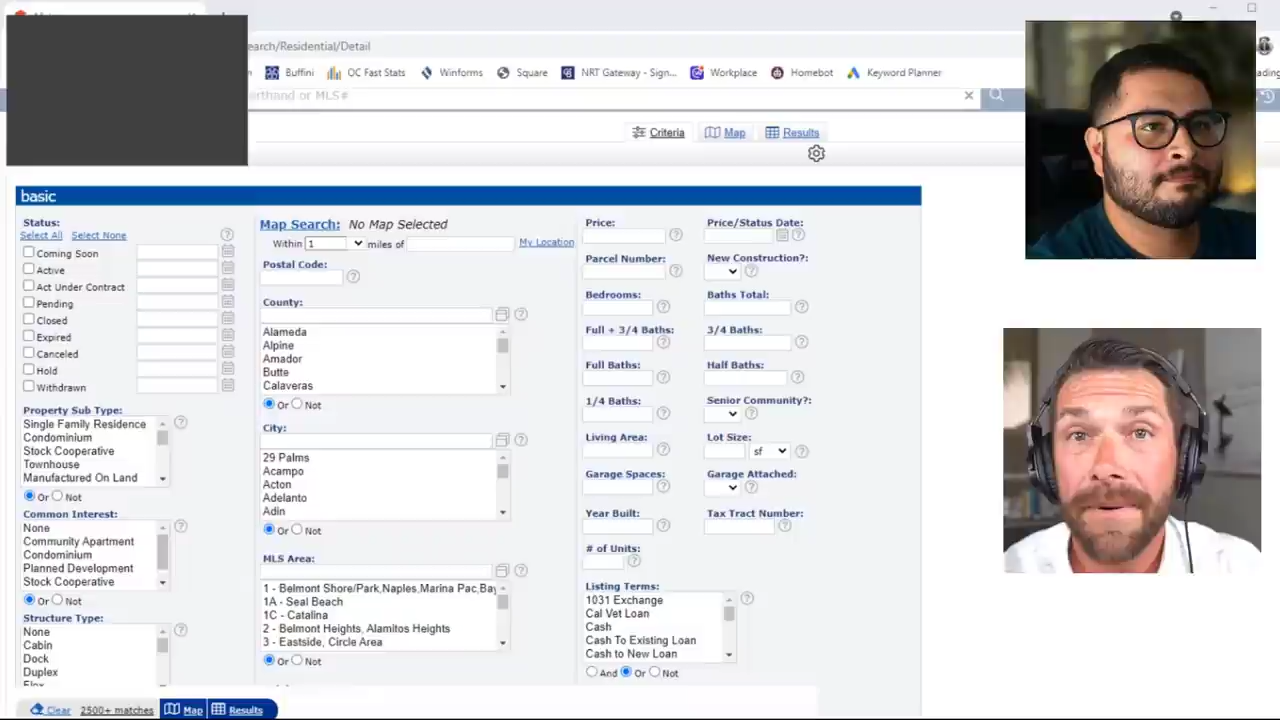 earch/Residential/Detail
Buffini
OC Fast Stats
Winforms
Square
NRT Gateway - Sign...
Workplace
Homebot
Keyword Planner
ading
orthand or MLS#
Criteria
Map
Results
basic
Status:
Select All Select None
Coming Soon
Active
Act Under Contract
Pending
Closed
Expired
Canceled
Hold
Withdrawn
Property Sub Type:
Single Family Residence
Condominium
Stock Cooperative
Townhouse
Manufactured On Land
Or Not
Common Interest:
None
Community Apartment
Condominium
Planned Development
Stock Cooperative
Or Not
Structure Type:
None
Cabin
Dock
Duplex
Map Search: No Map Selected
Within 1 miles of My Location
Postal Code:
County:
Alameda
Alpine
Amador
Butte
Calaveras
Or Not
City:
29 Palms
Acampo
Acton
Adelanto
Adin
Or Not
MLS Area:
1 - Belmont Shore/Park,Naples,Marina Pac,Bay
1A - Seal Beach
1C - Catalina
2 - Belmont Heights, Alamitos Heights
3 - Eastside, Circle Area
Or Not
Price:
Price/Status Date:
Parcel Number:
New Construction?:
Bedrooms:
Baths Total:
Full + 3/4 Baths:
3/4 Baths:
Full Baths:
Half Baths:
1/4 Baths:
Senior Community?:
Living Area:
Lot Size:
sf
Garage Spaces:
Garage Attached:
Year Built:
Tax Tract Number:
# of Units:
Listing Terms:
1031 Exchange
Cal Vet Loan
Cash
Cash To Existing Loan
Cash to New Loan
And Or Not
Clear 2500+ matches Map Results